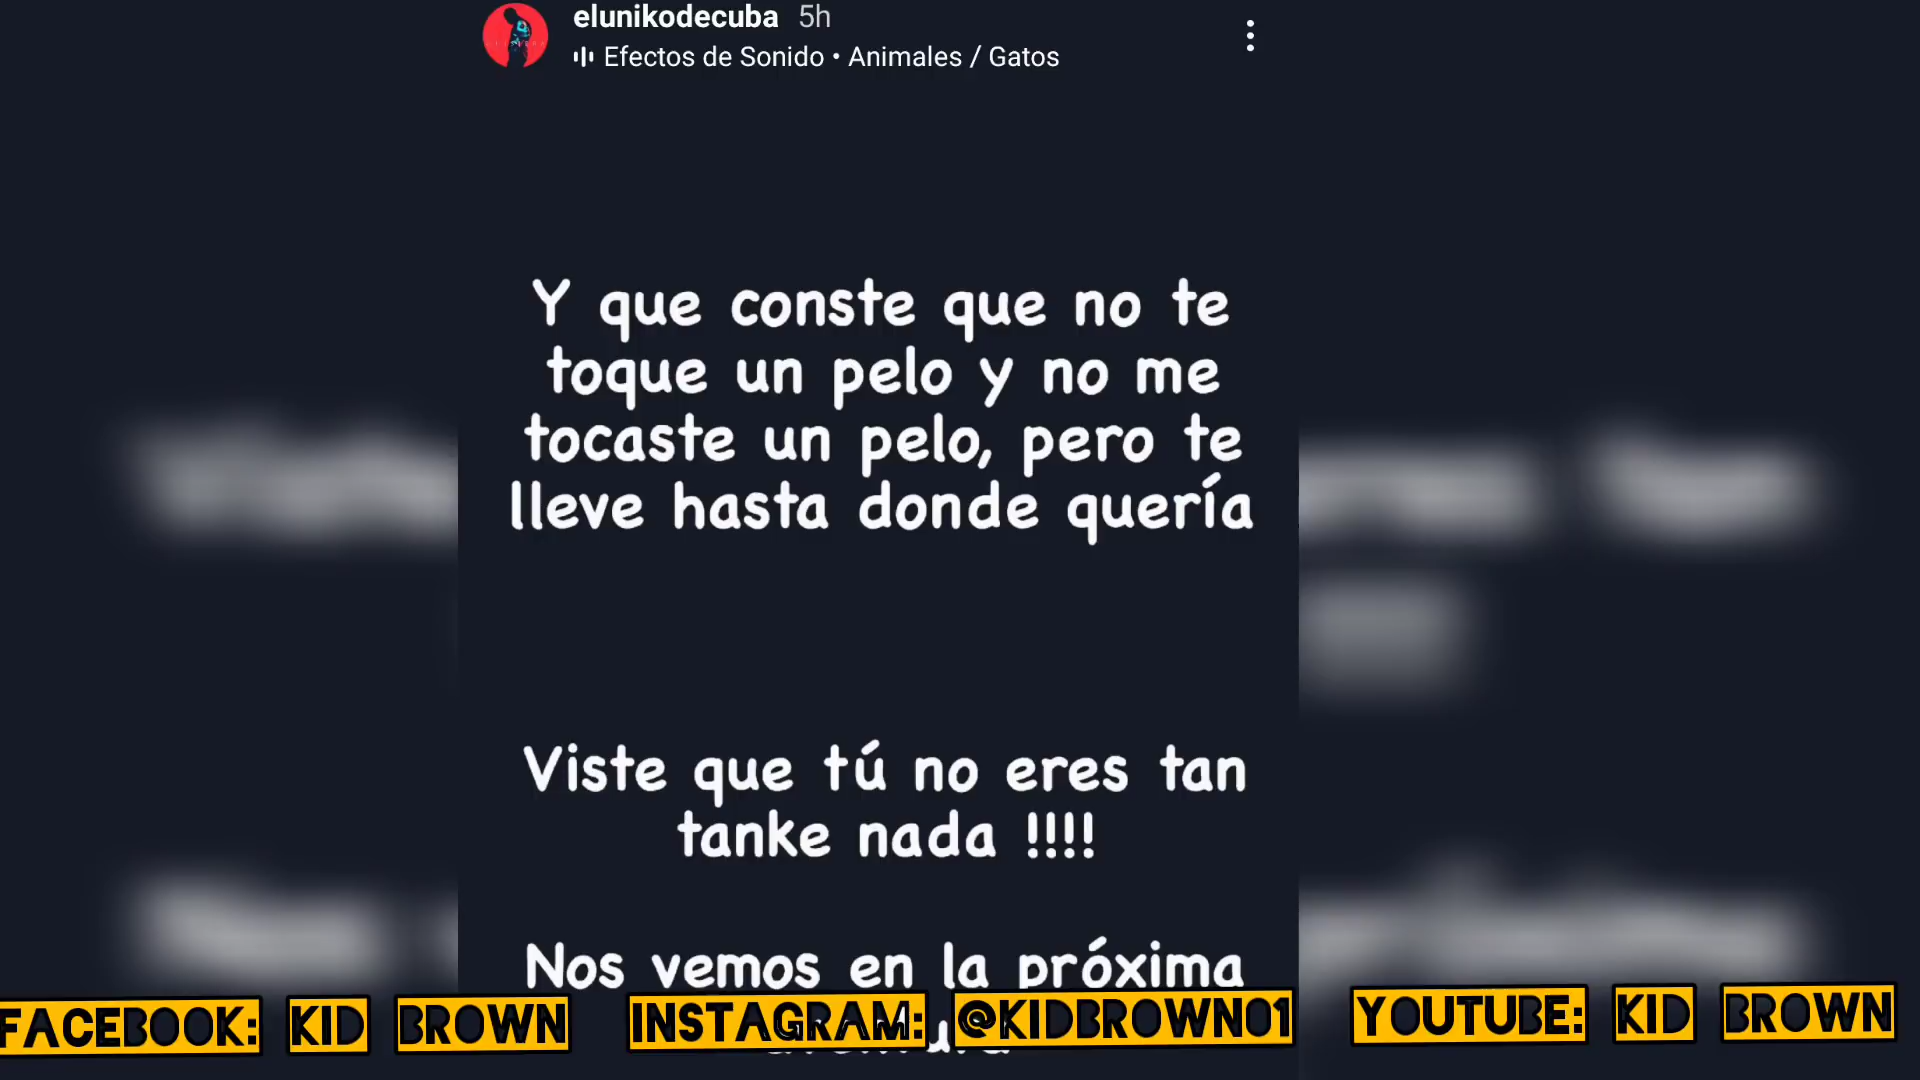 elunikodecuba 5h
Efectos de Sonido • Animales / Gatos
Y que conste que no te
toque un pelo y no me
tocaste un pelo, pero te
lleve hasta donde quería
Viste que tú no eres tan
tanke nada !!!!
Nos vemos en la próxima
FACEBOOK: KID BROWN INSTAGRAM: @KIDBROWN01 YOUTUBE: KID BROWN